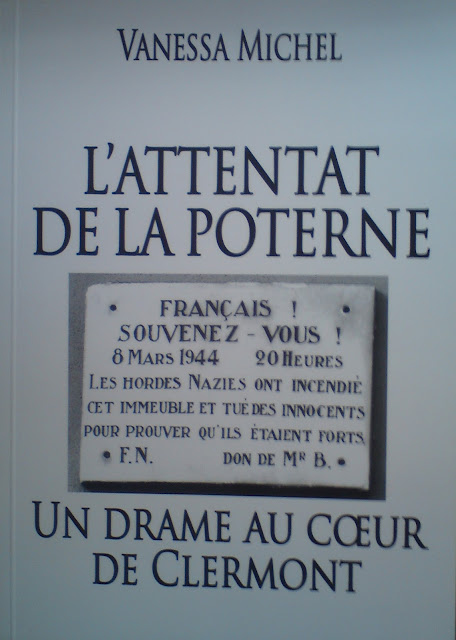 VANESSA MICHEL
L'ATTENTAT
DE LA POTERNE
FRANÇAIS !
SOUVENEZ - VOUS !
8 MARS 1944 20 HEURES
LES HORDES NAZIES ONT INCENDIÉ
CET IMMEUBLE ET TUÉ DES INNOCENTS
POUR PROUVER QU'ILS ÉTAIENT FORTS.
F.N. DON DE MR B.
UN DRAME AU CŒUR
DE CLERMONT